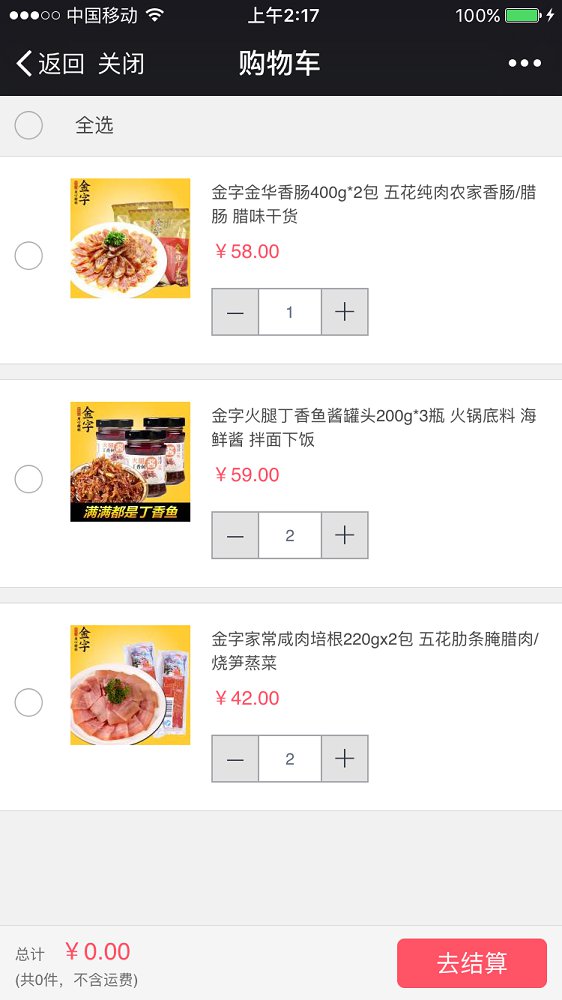 中国移动 上午2:17 100%
返回 关闭 购物车
全选
金字
金字金华香肠400g*2包 五花纯肉农家香肠/腊
肠 腊味干货
￥58.00
1
金字
金字火腿丁香鱼酱罐头200g*3瓶 火锅底料 海
鲜酱 拌面下饭
￥59.00
满满都是丁香鱼
2
金字
金字家常咸肉培根220gx2包 五花肋条腌腊肉/
烧笋蒸菜
￥42.00
2
总计 ￥0.00
(共0件，不含运费)
去结算